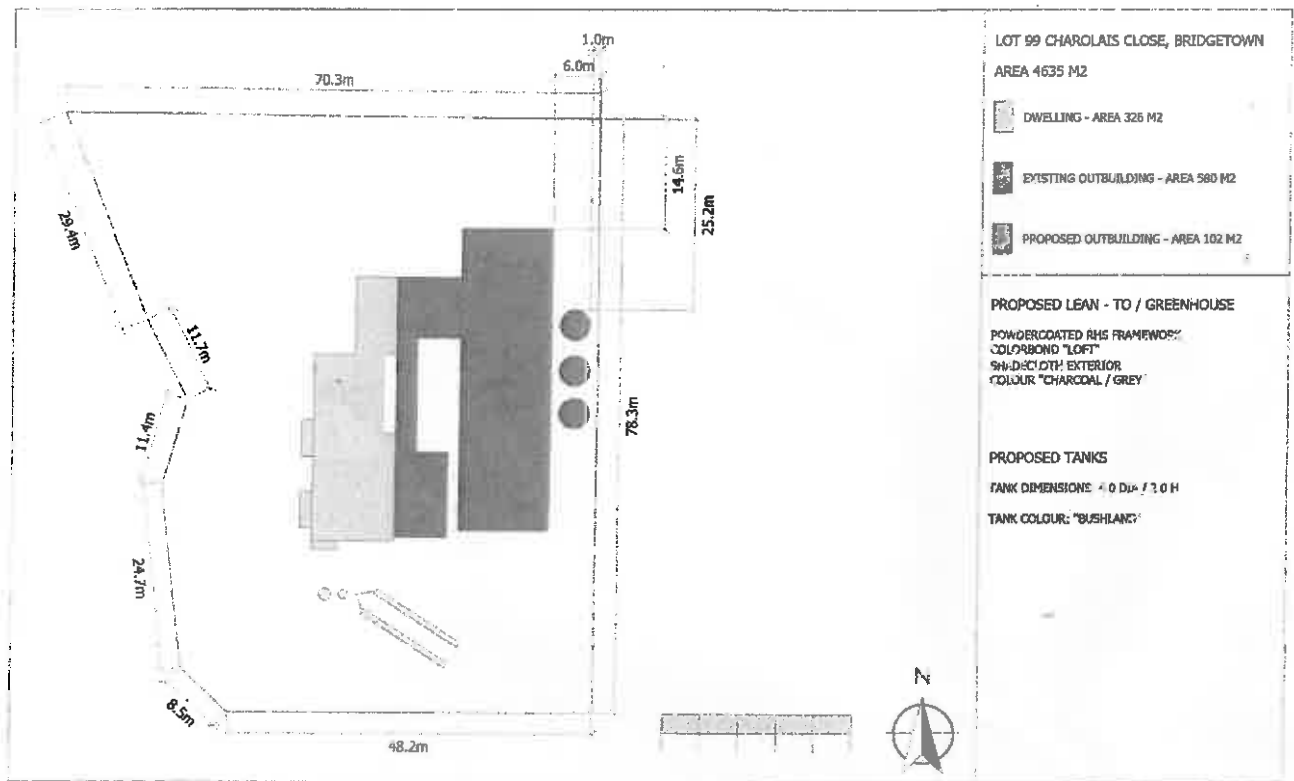 1.0m
6.0m
70.3m
14.6m
25.2m
29.4m
11.7m
11.4m
78.3m
24.7m
8.5m
48.2m
N
LOT 99 CHAROLAIS CLOSE, BRIDGETOWN
AREA 4635 M2
DWELLING - AREA 326 M2
EXISTING OUTBUILDING - AREA 580 M2
PROPOSED OUTBUILDING - AREA 102 M2
PROPOSED LEAN - TO / GREENHOUSE
POWDERCOATED RHS FRAMEWORK
COLORBOND "LOFT"
SHADECLOTH EXTERIOR
COLOUR "CHARCOAL / GREY"
PROPOSED TANKS
TANK DIMENSIONS
TANK COLOUR: "BUSHLAND"